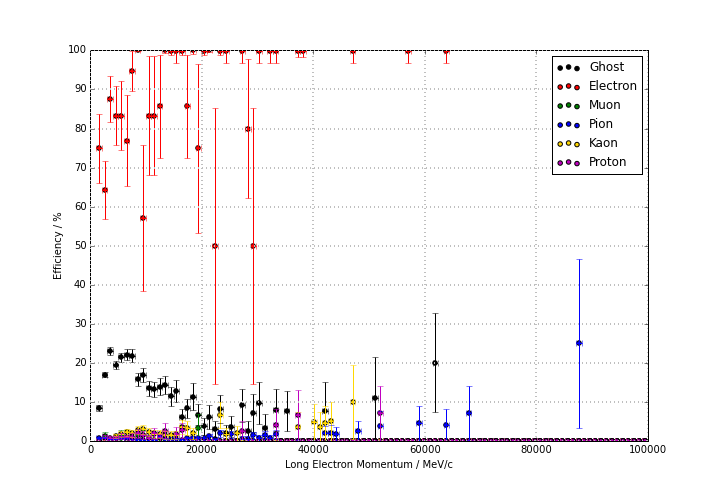 100
90
80
70
60
50
40
30
20
10
0
Efficiency / %
0
20000
40000
60000
80000
100000
Long Electron Momentum / MeV/c
Ghost
Electron
Muon
Pion
Kaon
Proton